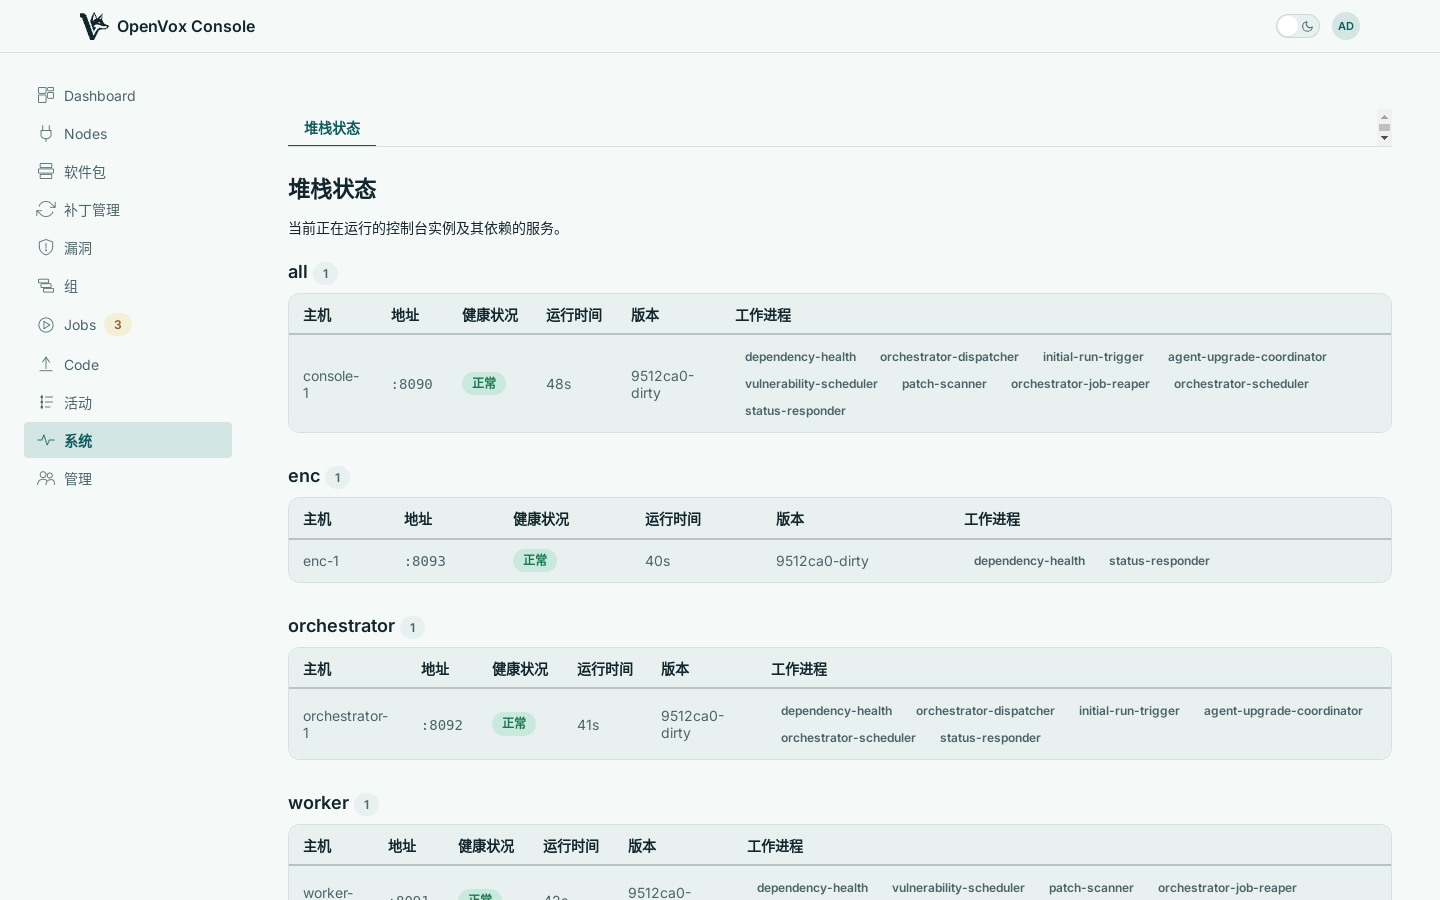 OpenVox Console
AD
Dashboard
Nodes
软件包
补丁管理
漏洞
组
Jobs 3
Code
活动
系统
管理
堆栈状态
堆栈状态
当前正在运行的控制台实例及其依赖的服务。
all 1
主机 地址 健康状况 运行时间 版本 工作进程
console-1 :8090 正常 48s 9512ca0-dirty dependency-health orchestrator-dispatcher initial-run-trigger agent-upgrade-coordinator
vulnerability-scheduler patch-scanner orchestrator-job-reaper orchestrator-scheduler
status-responder
enc 1
主机 地址 健康状况 运行时间 版本 工作进程
enc-1 :8093 正常 40s 9512ca0-dirty dependency-health status-responder
orchestrator 1
主机 地址 健康状况 运行时间 版本 工作进程
orchestrator-1 :8092 正常 41s 9512ca0-dirty dependency-health orchestrator-dispatcher initial-run-trigger agent-upgrade-coordinator
orchestrator-scheduler status-responder
worker 1
主机 地址 健康状况 运行时间 版本 工作进程
worker- :8091 正常 42s 9512ca0- dependency-health vulnerability-scheduler patch-scanner orchestrator-job-reaper